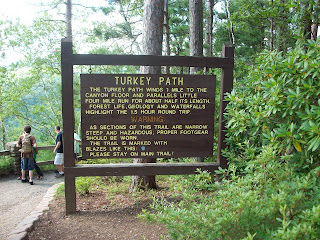 TURKEY PATH
THE TURKEY PATH WINDS 1 MILE TO THE
CANYON FLOOR AND PARALLELS LITTLE
FOUR MILE RUN FOR ABOUT HALF ITS LENGTH.
FOREST LIFE, GEOLOGY AND WATERFALLS
HIGHLIGHT THE 1.5 HOUR ROUND TRIP.
WARNING
AS SECTIONS OF THIS TRAIL ARE NARROW
STEEP AND HAZARDOUS, PROPER FOOTGEAR
SHOULD BE WORN.
THE TRAIL IS MARKED WITH
BLAZES LIKE THIS:
PLEASE STAY ON MAIN TRAIL!